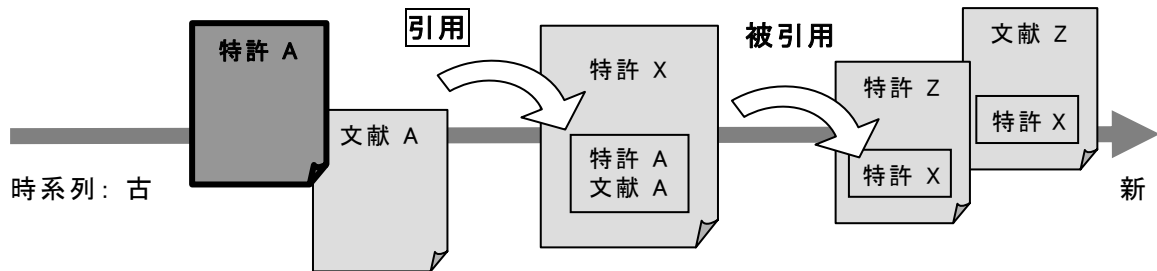 特許 A
文献 A
引用
特許 X
特許 A
文献 A
被引用
特許 Z
特許 X
文献 Z
特許 X
時系列: 古
新